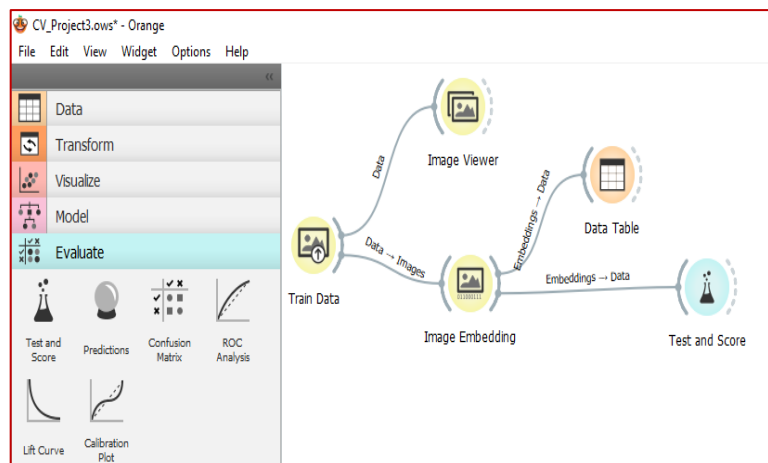 CV_Project3.ows* - Orange
File Edit View Widget Options Help
«
Data
Transform
Visualize
Model
Evaluate
Test and Score
Predictions
Confusion Matrix
ROC Analysis
Lift Curve
Calibration Plot
Data
Image Viewer
Data → Images
Train Data
Embeddings → Data
Data Table
Image Embedding
01011001
Embeddings → Data
Test and Score